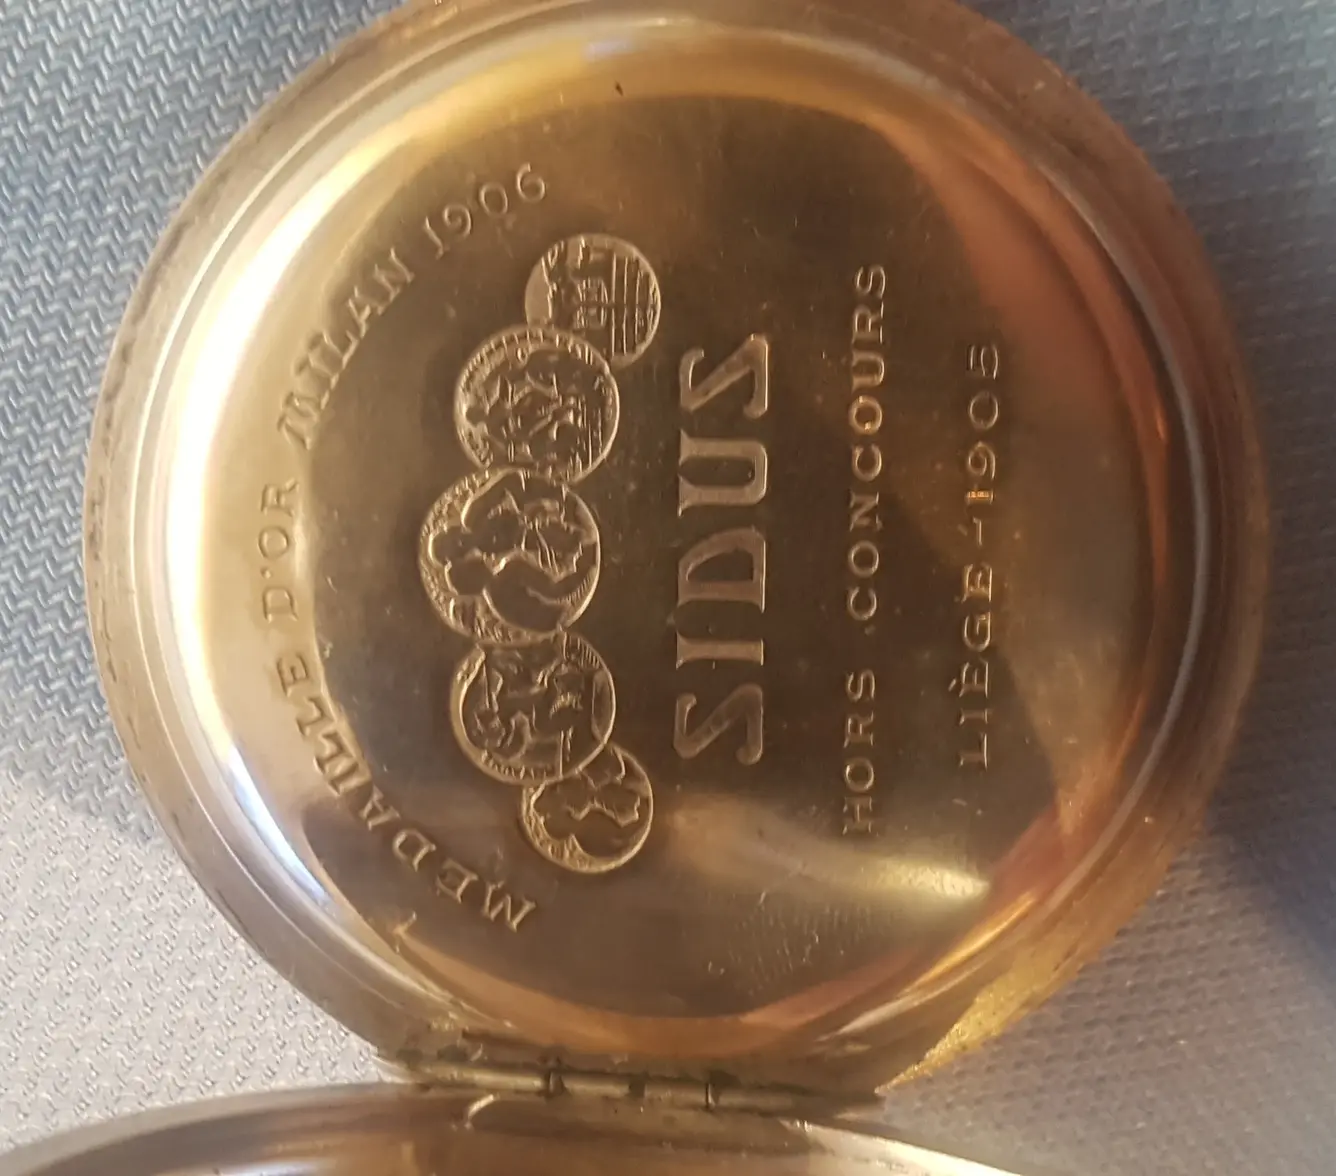 MÉDAILLE D'OR MILAN 1906
SIDUS
HORS CONCOURS
LIÈGE-1905